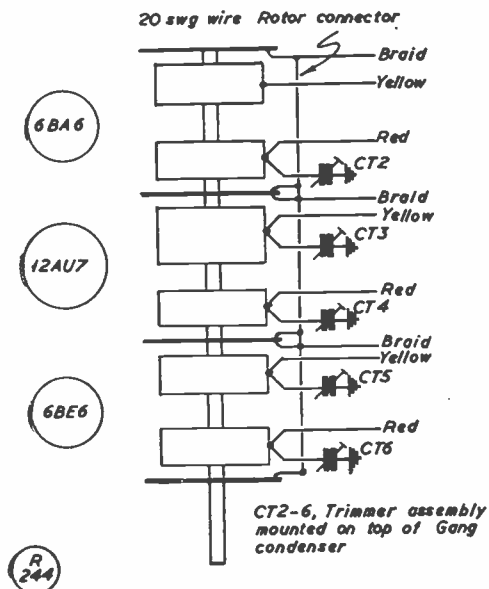 20 swg wire Rotor connector
Braid
Yellow
6BA6
Red
CT2
Braid
Yellow
CT3
12AU7
Red
CT4
Braid
Yellow
CT5
6BE6
Red
CT6
CT2-6, Trimmer assembly
mounted on top of Gang
condenser
R
244